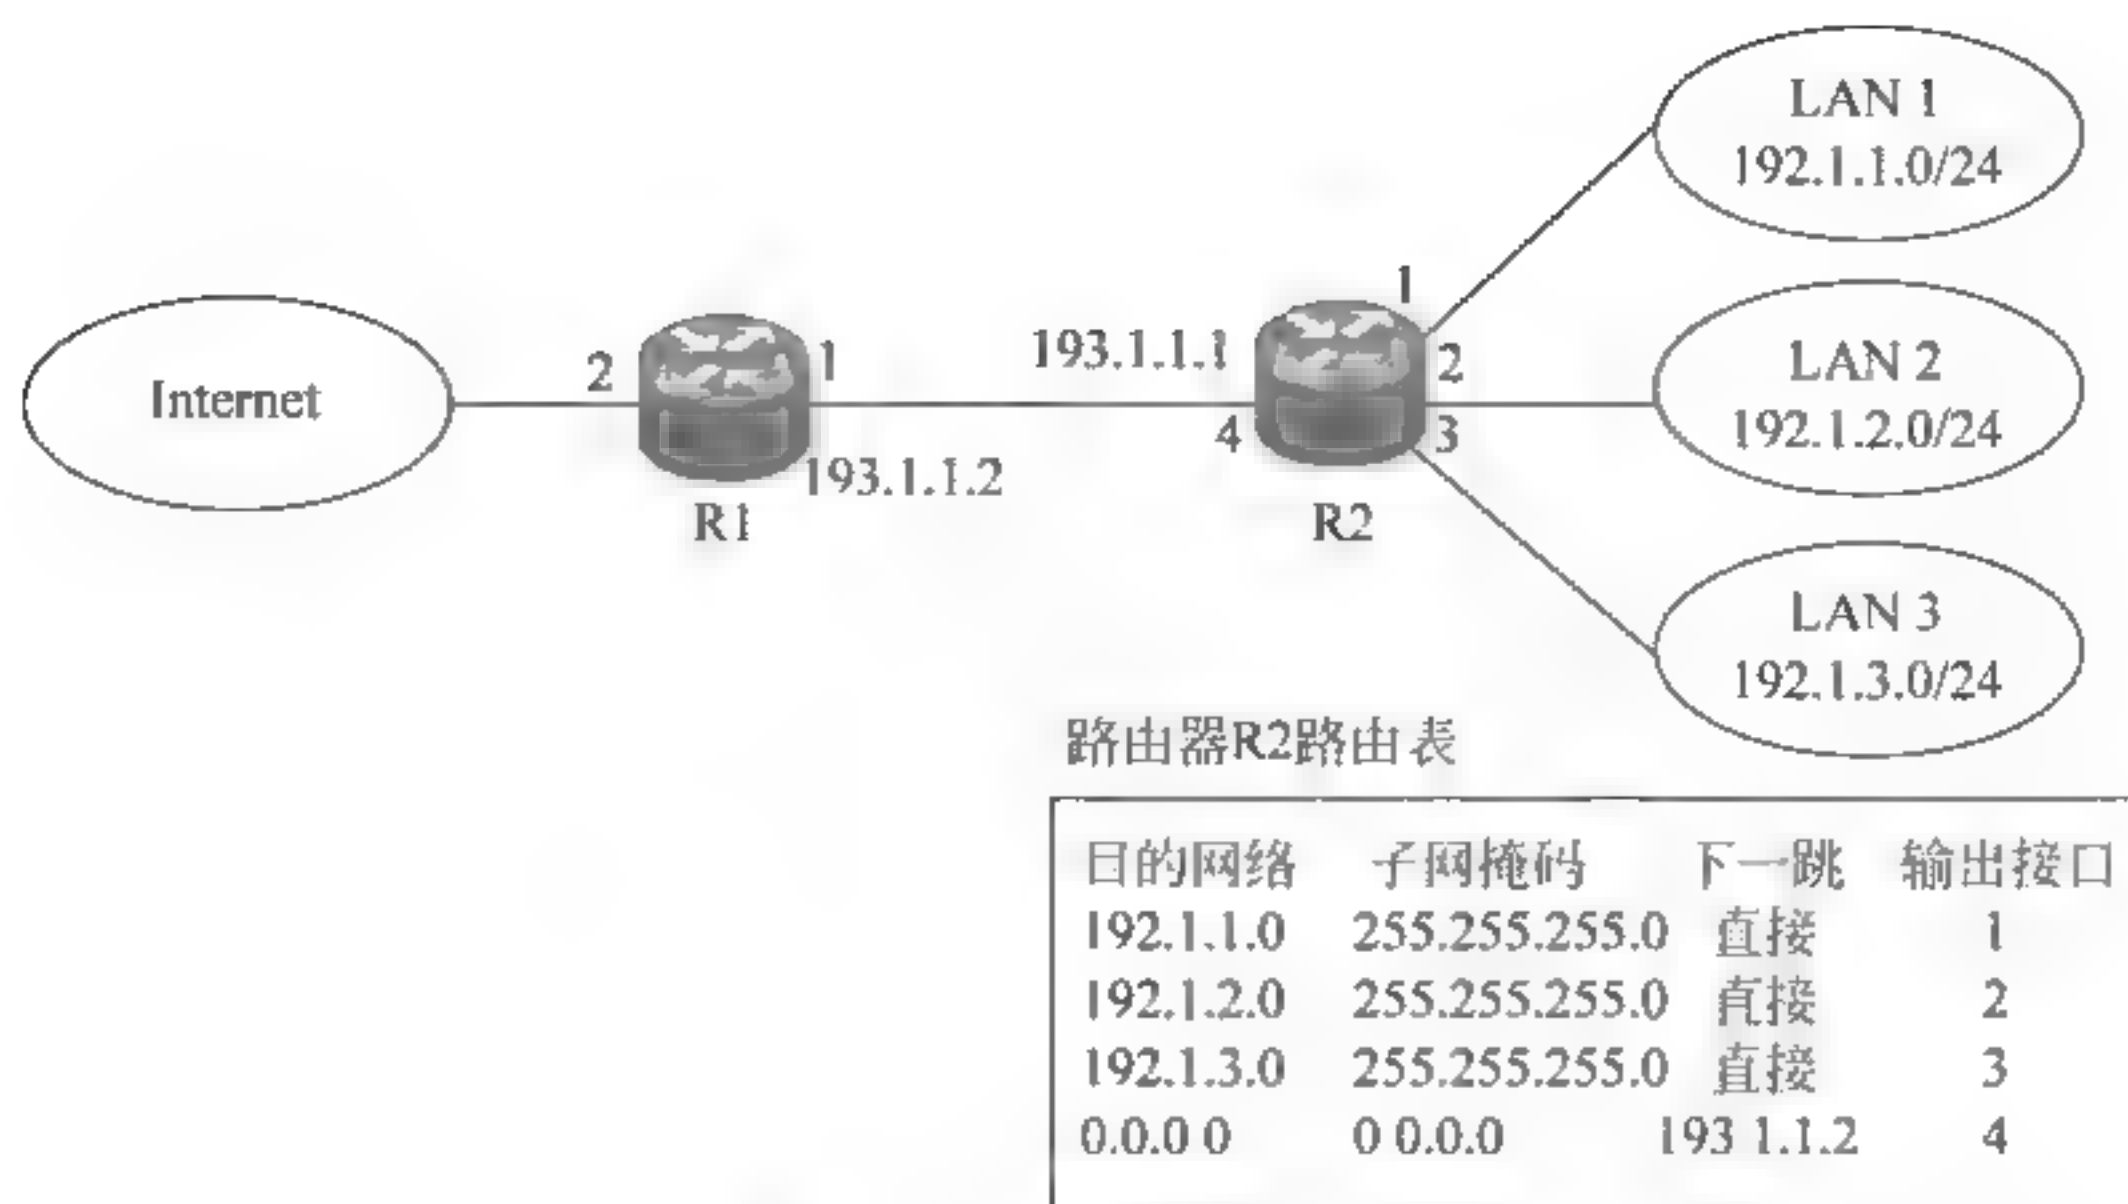 LAN 1
192.1.1.0/24
1
193.1.1.1
2
1
Internet
2
LAN 2
192.1.2.0/24
4
3
193.1.1.2
R1
R2
LAN 3
192.1.3.0/24
路由器R2路由表
目的网络 子网掩码 下一跳 输出接口
192.1.1.0 255.255.255.0 直接 1
192.1.2.0 255.255.255.0 直接 2
192.1.3.0 255.255.255.0 直接 3
0.0.0 0 0 0.0.0 193 1.1.2 4